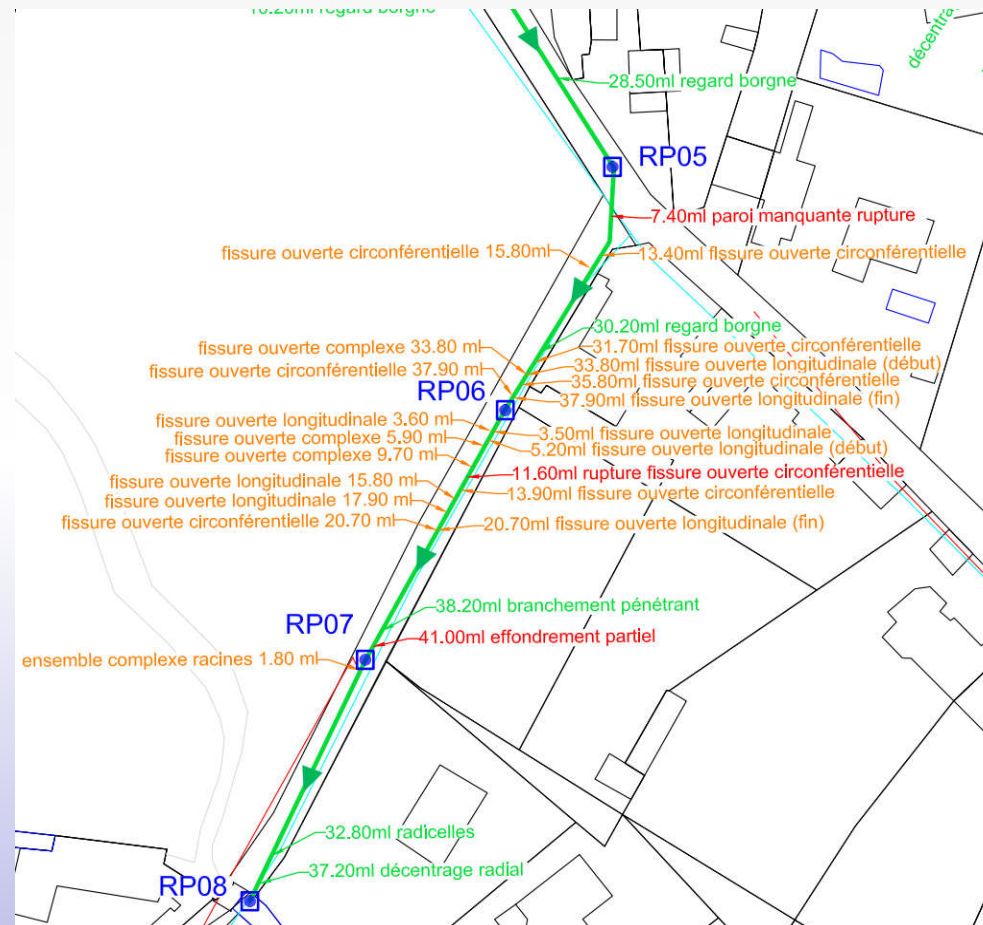 10.20ml regard borgne
décentra
28.50ml regard borgne
RP05
7.40ml paroi manquante rupture
fissure ouverte circonférentielle 15.80ml
13.40ml fissure ouverte circonférentielle
30.20ml regard borgne
fissure ouverte complexe 33.80 ml
31.70ml fissure ouverte circonférentielle
fissure ouverte circonférentielle 37.90 ml
33.80ml fissure ouverte longitudinale (début)
35.80ml fissure ouverte circonférentielle
RP06
37.90ml fissure ouverte longitudinale (fin)
fissure ouverte longitudinale 3.60 ml
3.50ml fissure ouverte longitudinale
fissure ouverte complexe 5.90 ml
5.20ml fissure ouverte longitudinale (début)
fissure ouverte complexe 9.70 ml
11.60ml rupture fissure ouverte circonférentielle
fissure ouverte longitudinale 15.80 ml
13.90ml fissure ouverte circonférentielle
fissure ouverte longitudinale 17.90 ml
fissure ouverte circonférentielle 20.70 ml
20.70ml fissure ouverte longitudinale (fin)
38.20ml branchement pénétrant
RP07
41.00ml effondrement partiel
ensemble complexe racines 1.80 ml
32.80ml radicelles
37.20ml décentrage radial
RP08